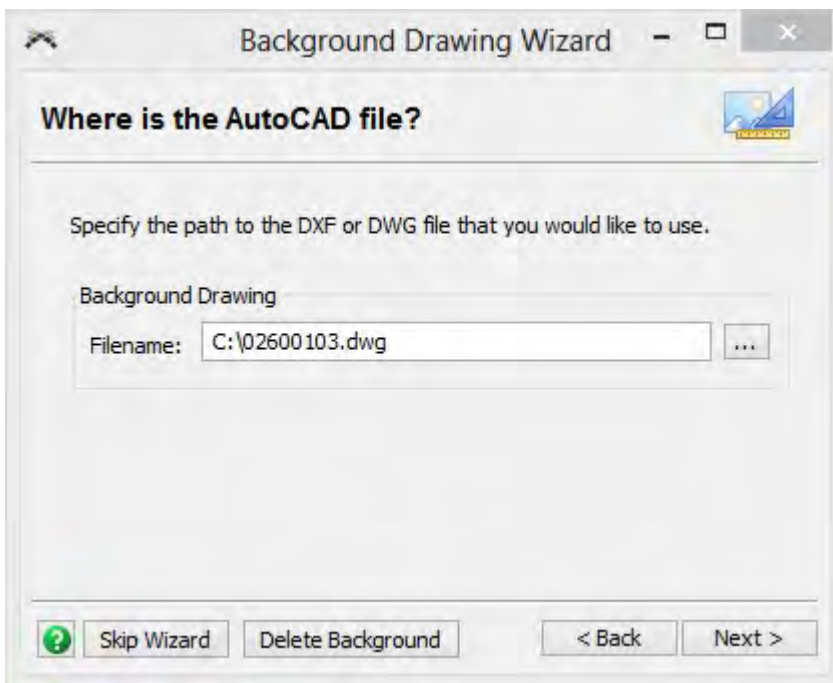 Background Drawing Wizard
Where is the AutoCAD file?
Specify the path to the DXF or DWG file that you would like to use.
Background Drawing
Filename: C:\02600103.dwg ...
? Skip Wizard Delete Background < Back Next >